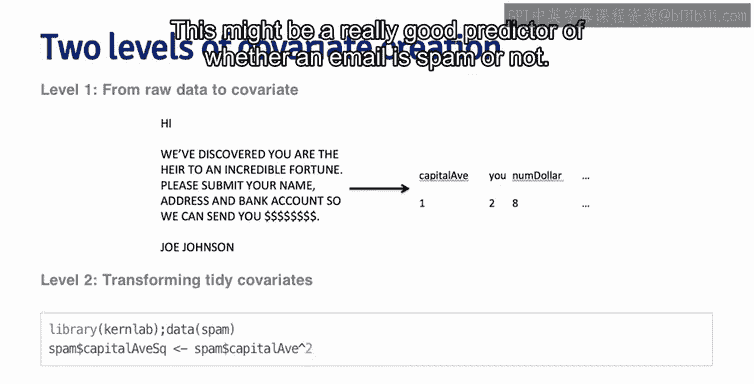 Two levels of covariate creation
This might be a really good predictor of
whether an email is spam or not.
Level 1: From raw data to covariate
HI
WE'VE DISCOVERED YOU ARE THE
HEIR TO AN INCREDIBLE FORTUNE.
PLEASE SUBMIT YOUR NAME,
ADDRESS AND BANK ACCOUNT SO
WE CAN SEND YOU $$$$$$$$.
JOE JOHNSON
capitalAve you numDollar ...
1 2 8 ...
Level 2: Transforming tidy covariates
library(kernlab);data(spam)
spam$capitalAveSq <- spam$capitalAve^2